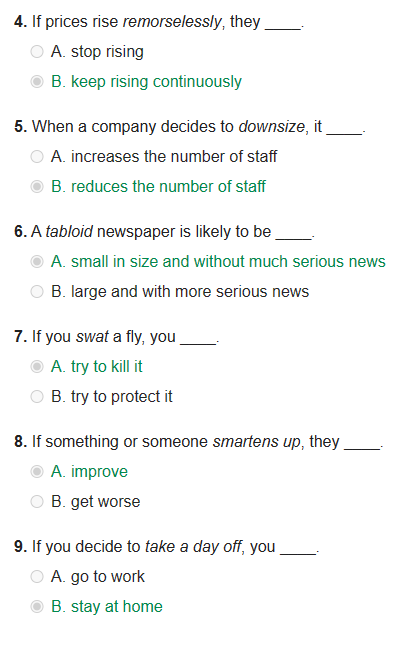 4. If prices rise remorselessly, they ____.
A. stop rising
B. keep rising continuously
5. When a company decides to downsize, it ____.
A. increases the number of staff
B. reduces the number of staff
6. A tabloid newspaper is likely to be ____.
A. small in size and without much serious news
B. large and with more serious news
7. If you swat a fly, you ____.
A. try to kill it
B. try to protect it
8. If something or someone smartens up, they ____.
A. improve
B. get worse
9. If you decide to take a day off, you ____.
A. go to work
B. stay at home